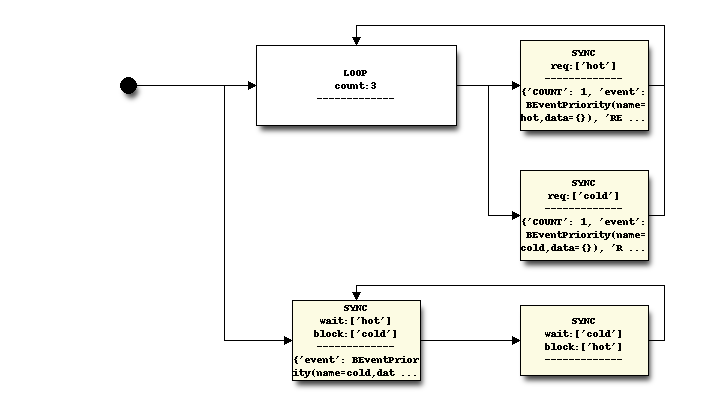 LOOP
count:3
-------------
SYNC
req:['hot']
-------------
{'COUNT': 1, 'event':
BEventPriority(name=
hot,data={}), 'RE ...
SYNC
req:['cold']
-------------
{'COUNT': 1, 'event':
BEventPriority(name=
cold,data={}), 'R ...
SYNC
wait:['hot']
block:['cold']
-------------
{'event': BEventPrior
ity(name=cold,dat ...
SYNC
wait:['cold']
block:['hot']
-------------